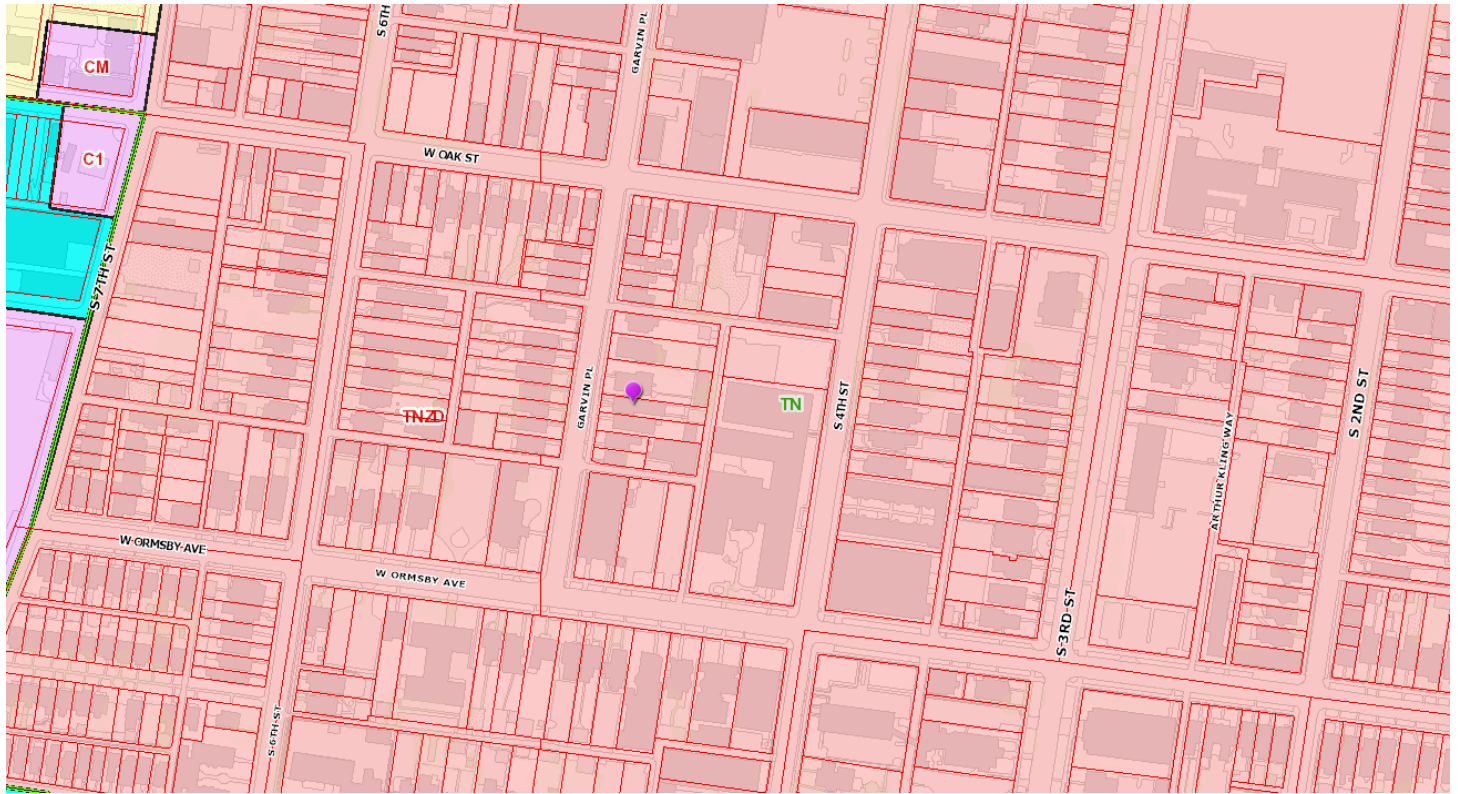 S 6TH
GARVIN PL
CM
C1
W OAK ST
S 7TH ST
GARVIN PL
TNZD
TN
S 4TH ST
S 2ND ST
ARTHUR KLING WAY
W ORMSBY AVE
W ORMSBY AVE
S 3RD ST
S 6TH ST